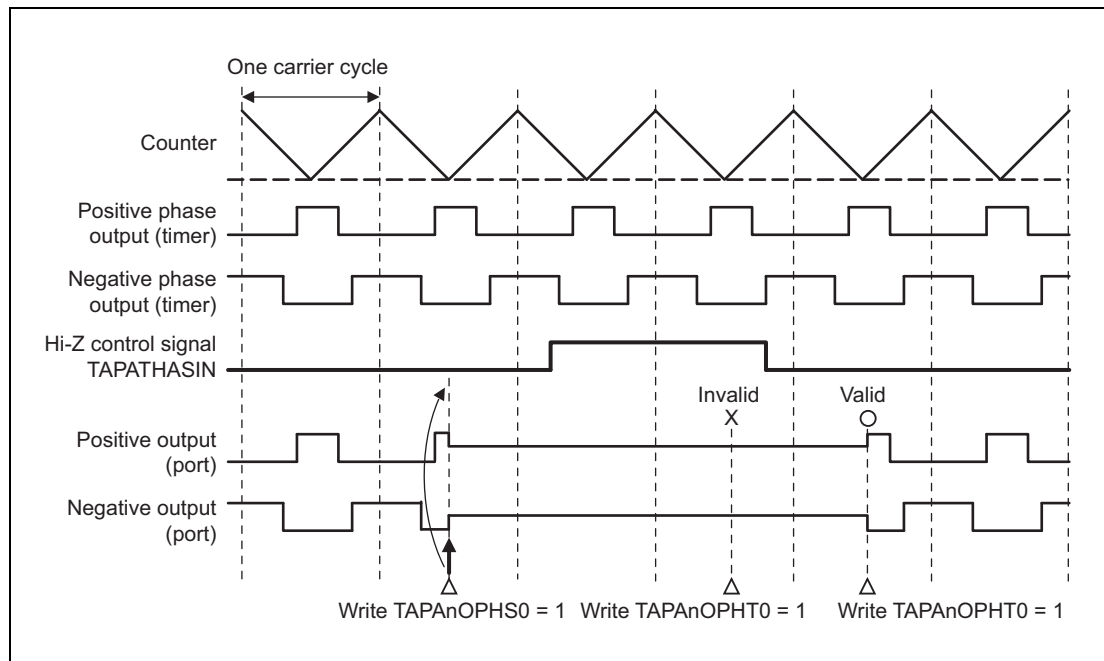 One carrier cycle
Counter
Positive phase
output (timer)
Negative phase
output (timer)
Hi-Z control signal
TAPATHASIN
Invalid
X
Valid
Positive output
(port)
Negative output
(port)
Write TAPAnOPHS0 = 1
Write TAPAnOPHT0 = 1
Write TAPAnOPHT0 = 1